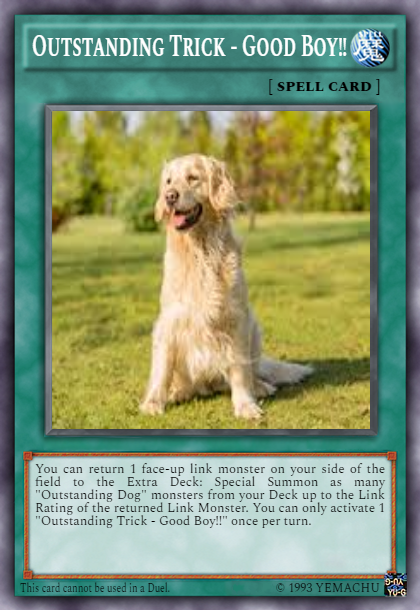 Outstanding Trick - Good Boy!!
[ SPELL CARD ]
You can return 1 face-up link monster on your side of the
field to the Extra Deck: Special Summon as many
"Outstanding Dog" monsters from your Deck up to the Link
Rating of the returned Link Monster. You can only activate 1
"Outstanding Trick - Good Boy!!" once per turn.
This card cannot be used in a Duel.
© 1993 YEMACHU